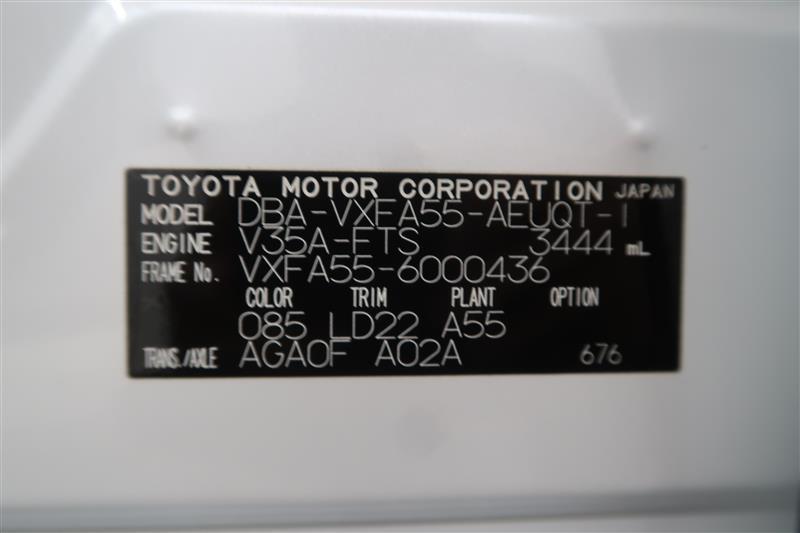 TOYOTA MOTOR CORPORATION JAPAN
MODEL DBA-VXFA55-AEUQT-I
ENGINE V35A-FTS 3444 mL
FRAME No. VXFA55-6000436
COLOR TRIM PLANT OPTION
085 LD22 A55
TRANS./AXLE AGA0F A02A 676